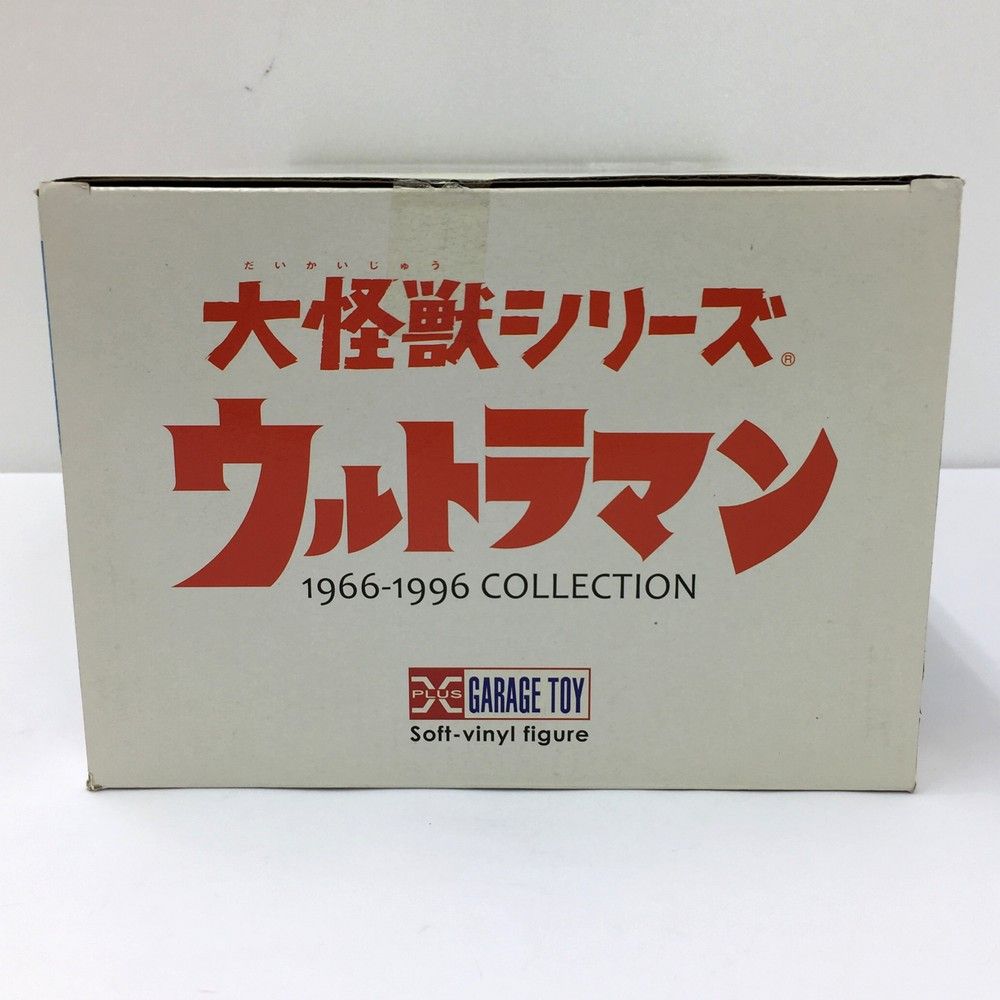 だいかいじゅう
大怪獣シリーズ®
ウルトラマン
1966-1996 COLLECTION
X PLUS GARAGE TOY
Soft-vinyl figure